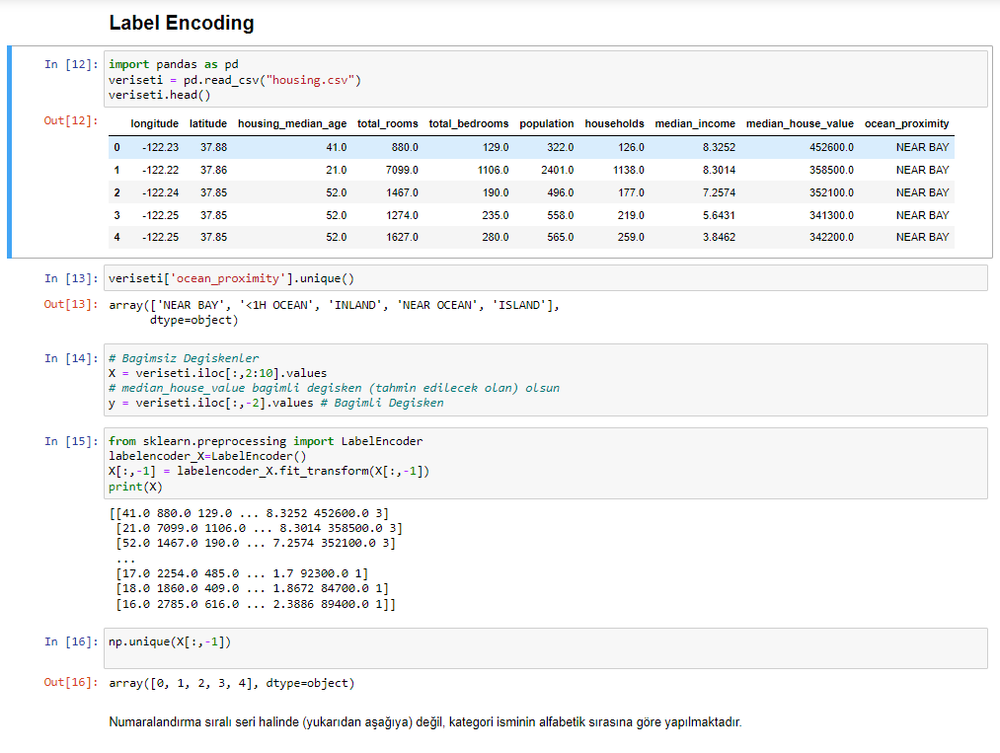 Label Encoding
In [12]: import pandas as pd
veriseti = pd.read_csv("housing.csv")
veriseti.head()
Out[12]: longitude latitude housing_median_age total_rooms total_bedrooms population households median_income median_house_value ocean_proximity
0 -122.23 37.88 41.0 880.0 129.0 322.0 126.0 8.3252 452600.0 NEAR BAY
1 -122.22 37.86 21.0 7099.0 1106.0 2401.0 1138.0 8.3014 358500.0 NEAR BAY
2 -122.24 37.85 52.0 1467.0 190.0 496.0 177.0 7.2574 352100.0 NEAR BAY
3 -122.25 37.85 52.0 1274.0 235.0 558.0 219.0 5.6431 341300.0 NEAR BAY
4 -122.25 37.85 52.0 1627.0 280.0 565.0 259.0 3.8462 342200.0 NEAR BAY
In [13]: veriseti['ocean_proximity'].unique()
Out[13]: array(['NEAR BAY', '<1H OCEAN', 'INLAND', 'NEAR OCEAN', 'ISLAND'],
dtype=object)
In [14]: # Bagimsiz Degiskenler
X = veriseti.iloc[:,2:10].values
# median_house_value bagimli degisken (tahmin edilecek olan) olsun
y = veriseti.iloc[:,-2].values # Bagimli Degisken
In [15]: from sklearn.preprocessing import LabelEncoder
labelencoder_X=LabelEncoder()
X[:,-1] = labelencoder_X.fit_transform(X[:,-1])
print(X)
[[41.0 880.0 129.0 ... 8.3252 452600.0 3]
[21.0 7099.0 1106.0 ... 8.3014 358500.0 3]
[52.0 1467.0 190.0 ... 7.2574 352100.0 3]
...
[17.0 2254.0 485.0 ... 1.7 92300.0 1]
[18.0 1860.0 409.0 ... 1.8672 84700.0 1]
[16.0 2785.0 616.0 ... 2.3886 89400.0 1]]
In [16]: np.unique(X[:,-1])
Out[16]: array([0, 1, 2, 3, 4], dtype=object)
Numaralandırma sıralı seri halinde (yukarıdan aşağıya) değil, kategori isminin alfabetik sırasına göre yapılmaktadır.